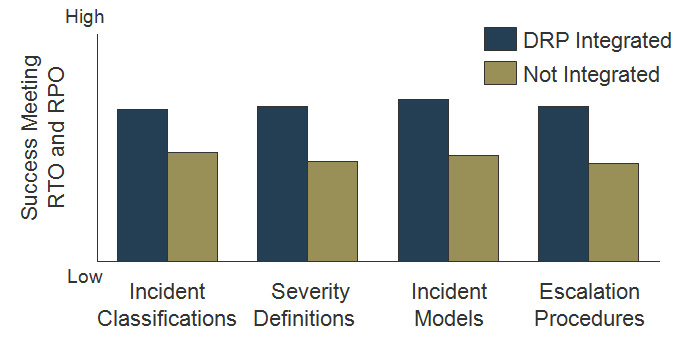 High
DRP Integrated
Not Integrated
Success Meeting
RTO and RPO
Low
Incident
Classifications
Severity
Definitions
Incident
Models
Escalation
Procedures